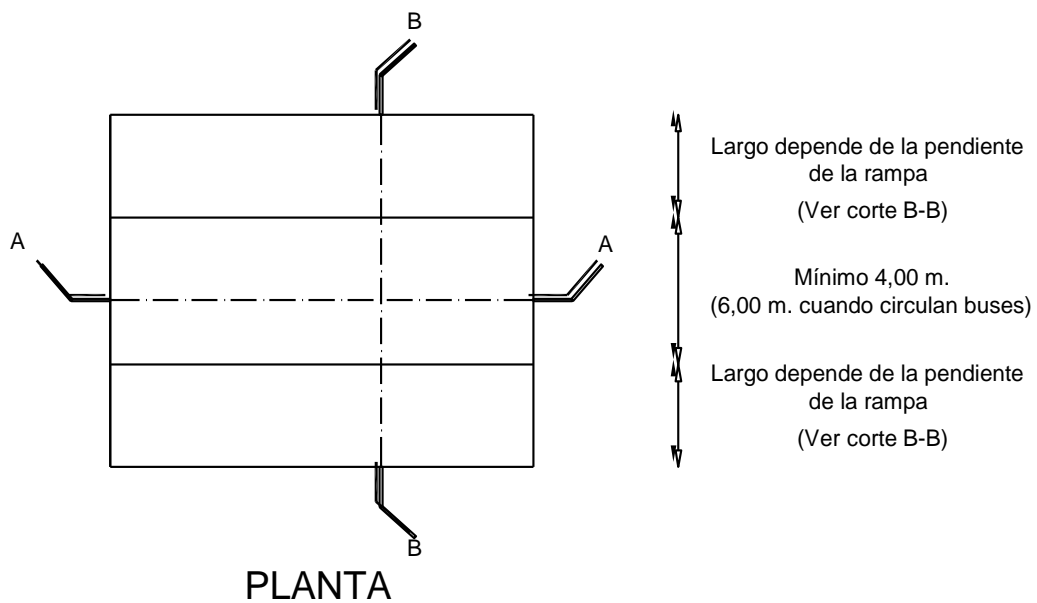 B
Largo depende de la pendiente
de la rampa
(Ver corte B-B)
A
A
Mínimo 4,00 m.
(6,00 m. cuando circulan buses)
Largo depende de la pendiente
de la rampa
(Ver corte B-B)
B
PLANTA